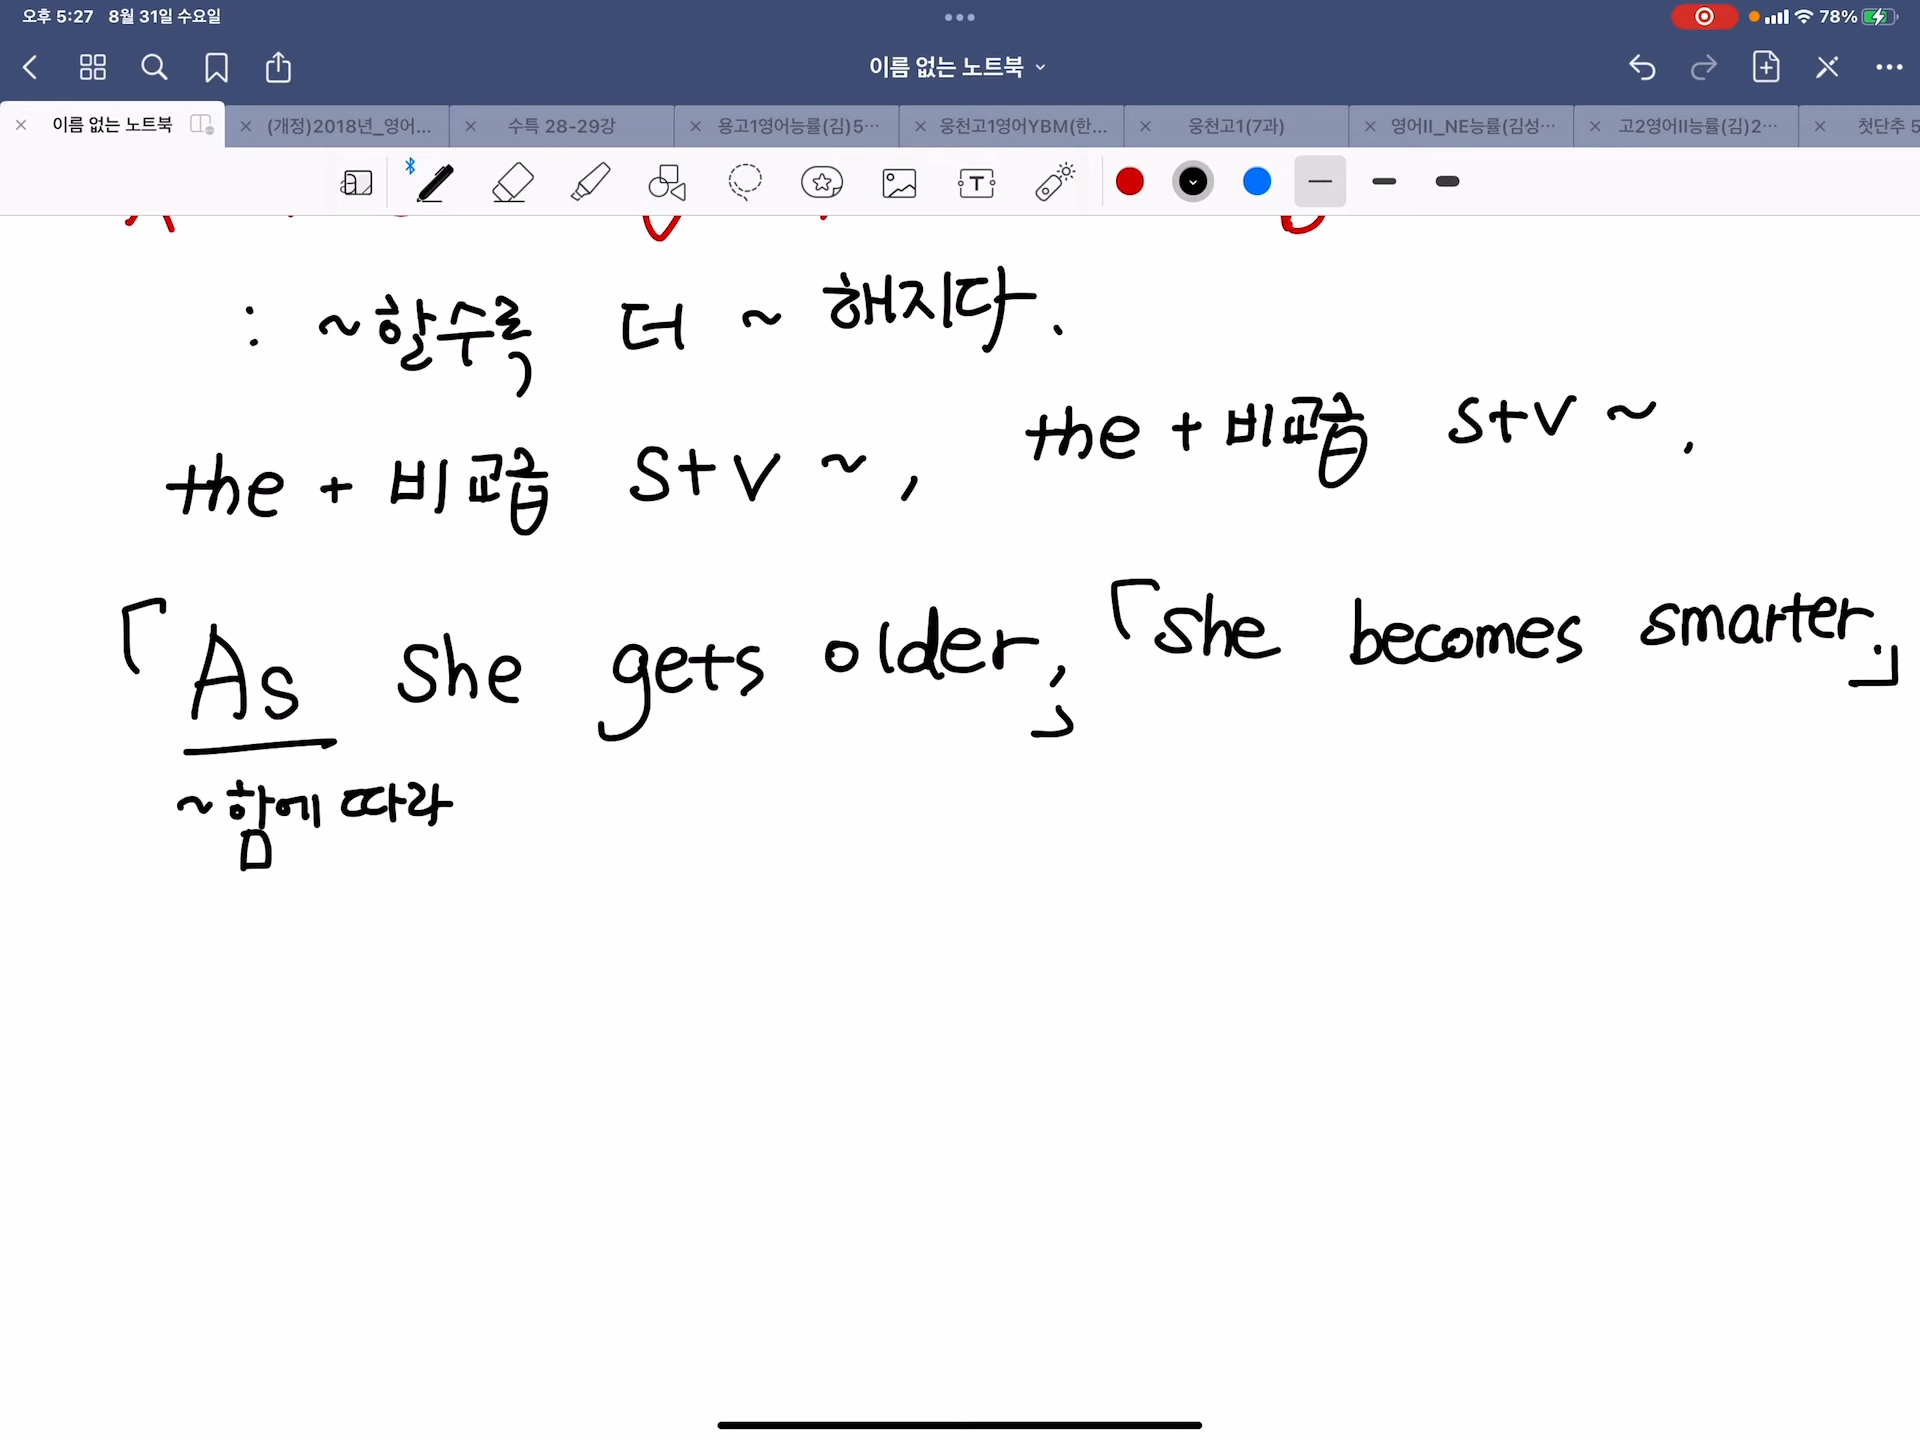 오후 5:27 8월 31일 수요일
78%
이름 없는 노트북
이름 없는 노트북
(개정)2018년_영어...
수특 28-29강
용고1영어능률(김)5…
웅천고1영어YBM(한...
웅천고1(7과)
영어II_NE능률(김성…
고2영어II능률(김)2…
첫단추 5
: ~할수록 더 ~ 해지다.
the + 비교급 S+V ~, the + 비교급 S+V ~.
「As she gets older,」 「she becomes smarter.」
~함에 따라